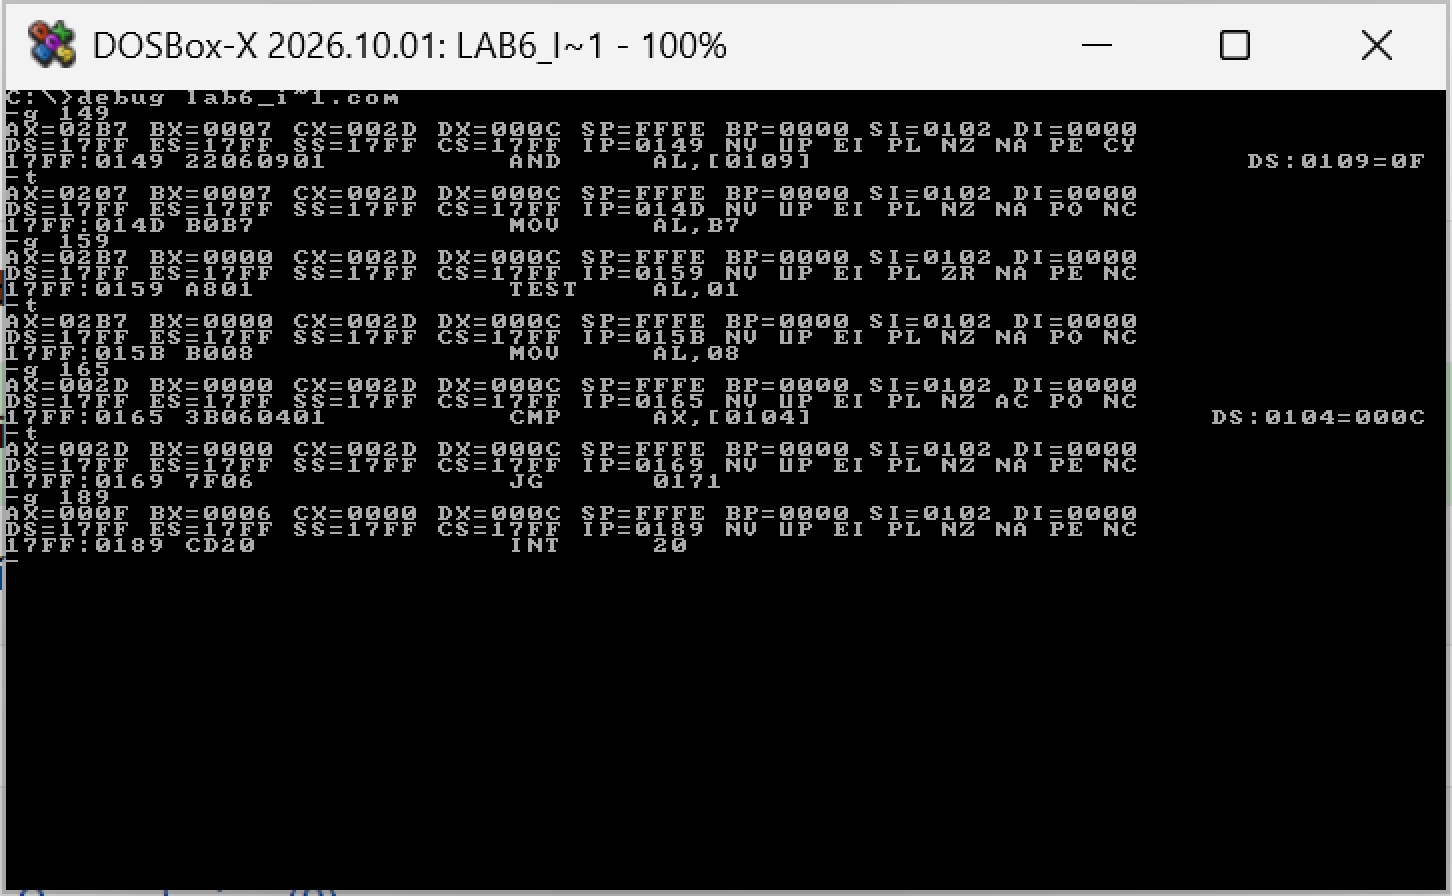 DOSBox-X 2026.10.01: LAB6_I~1 - 100%
C:\>debug lab6_i~1.com
-g 149
AX=02B7 BX=0007 CX=002D DX=000C SP=FFFE BP=0000 SI=0102 DI=0000
DS=17FF ES=17FF SS=17FF CS=17FF IP=0149 NV UP EI PL NZ NA PE CY
17FF:0149 22060901 AND AL,[0109] DS:0109=0F
-t
AX=0207 BX=0007 CX=002D DX=000C SP=FFFE BP=0000 SI=0102 DI=0000
DS=17FF ES=17FF SS=17FF CS=17FF IP=014D NV UP EI PL NZ NA PO NC
17FF:014D B0B7 MOV AL,B7
-g 159
AX=02B7 BX=0000 CX=002D DX=000C SP=FFFE BP=0000 SI=0102 DI=0000
DS=17FF ES=17FF SS=17FF CS=17FF IP=0159 NV UP EI PL ZR NA PE NC
17FF:0159 A801 TEST AL,01
-t
AX=02B7 BX=0000 CX=002D DX=000C SP=FFFE BP=0000 SI=0102 DI=0000
DS=17FF ES=17FF SS=17FF CS=17FF IP=015B NV UP EI PL NZ NA PO NC
17FF:015B B008 MOV AL,08
-g 165
AX=002D BX=0000 CX=002D DX=000C SP=FFFE BP=0000 SI=0102 DI=0000
DS=17FF ES=17FF SS=17FF CS=17FF IP=0165 NV UP EI PL NZ AC PO NC
17FF:0165 3B060401 CMP AX,[0104] DS:0104=000C
-t
AX=002D BX=0000 CX=002D DX=000C SP=FFFE BP=0000 SI=0102 DI=0000
DS=17FF ES=17FF SS=17FF CS=17FF IP=0169 NV UP EI PL NZ NA PE NC
17FF:0169 7F06 JG 0171
-g 189
AX=000F BX=0006 CX=0000 DX=000C SP=FFFE BP=0000 SI=0102 DI=0000
DS=17FF ES=17FF SS=17FF CS=17FF IP=0189 NV UP EI PL NZ NA PE NC
17FF:0189 CD20 INT 20
-